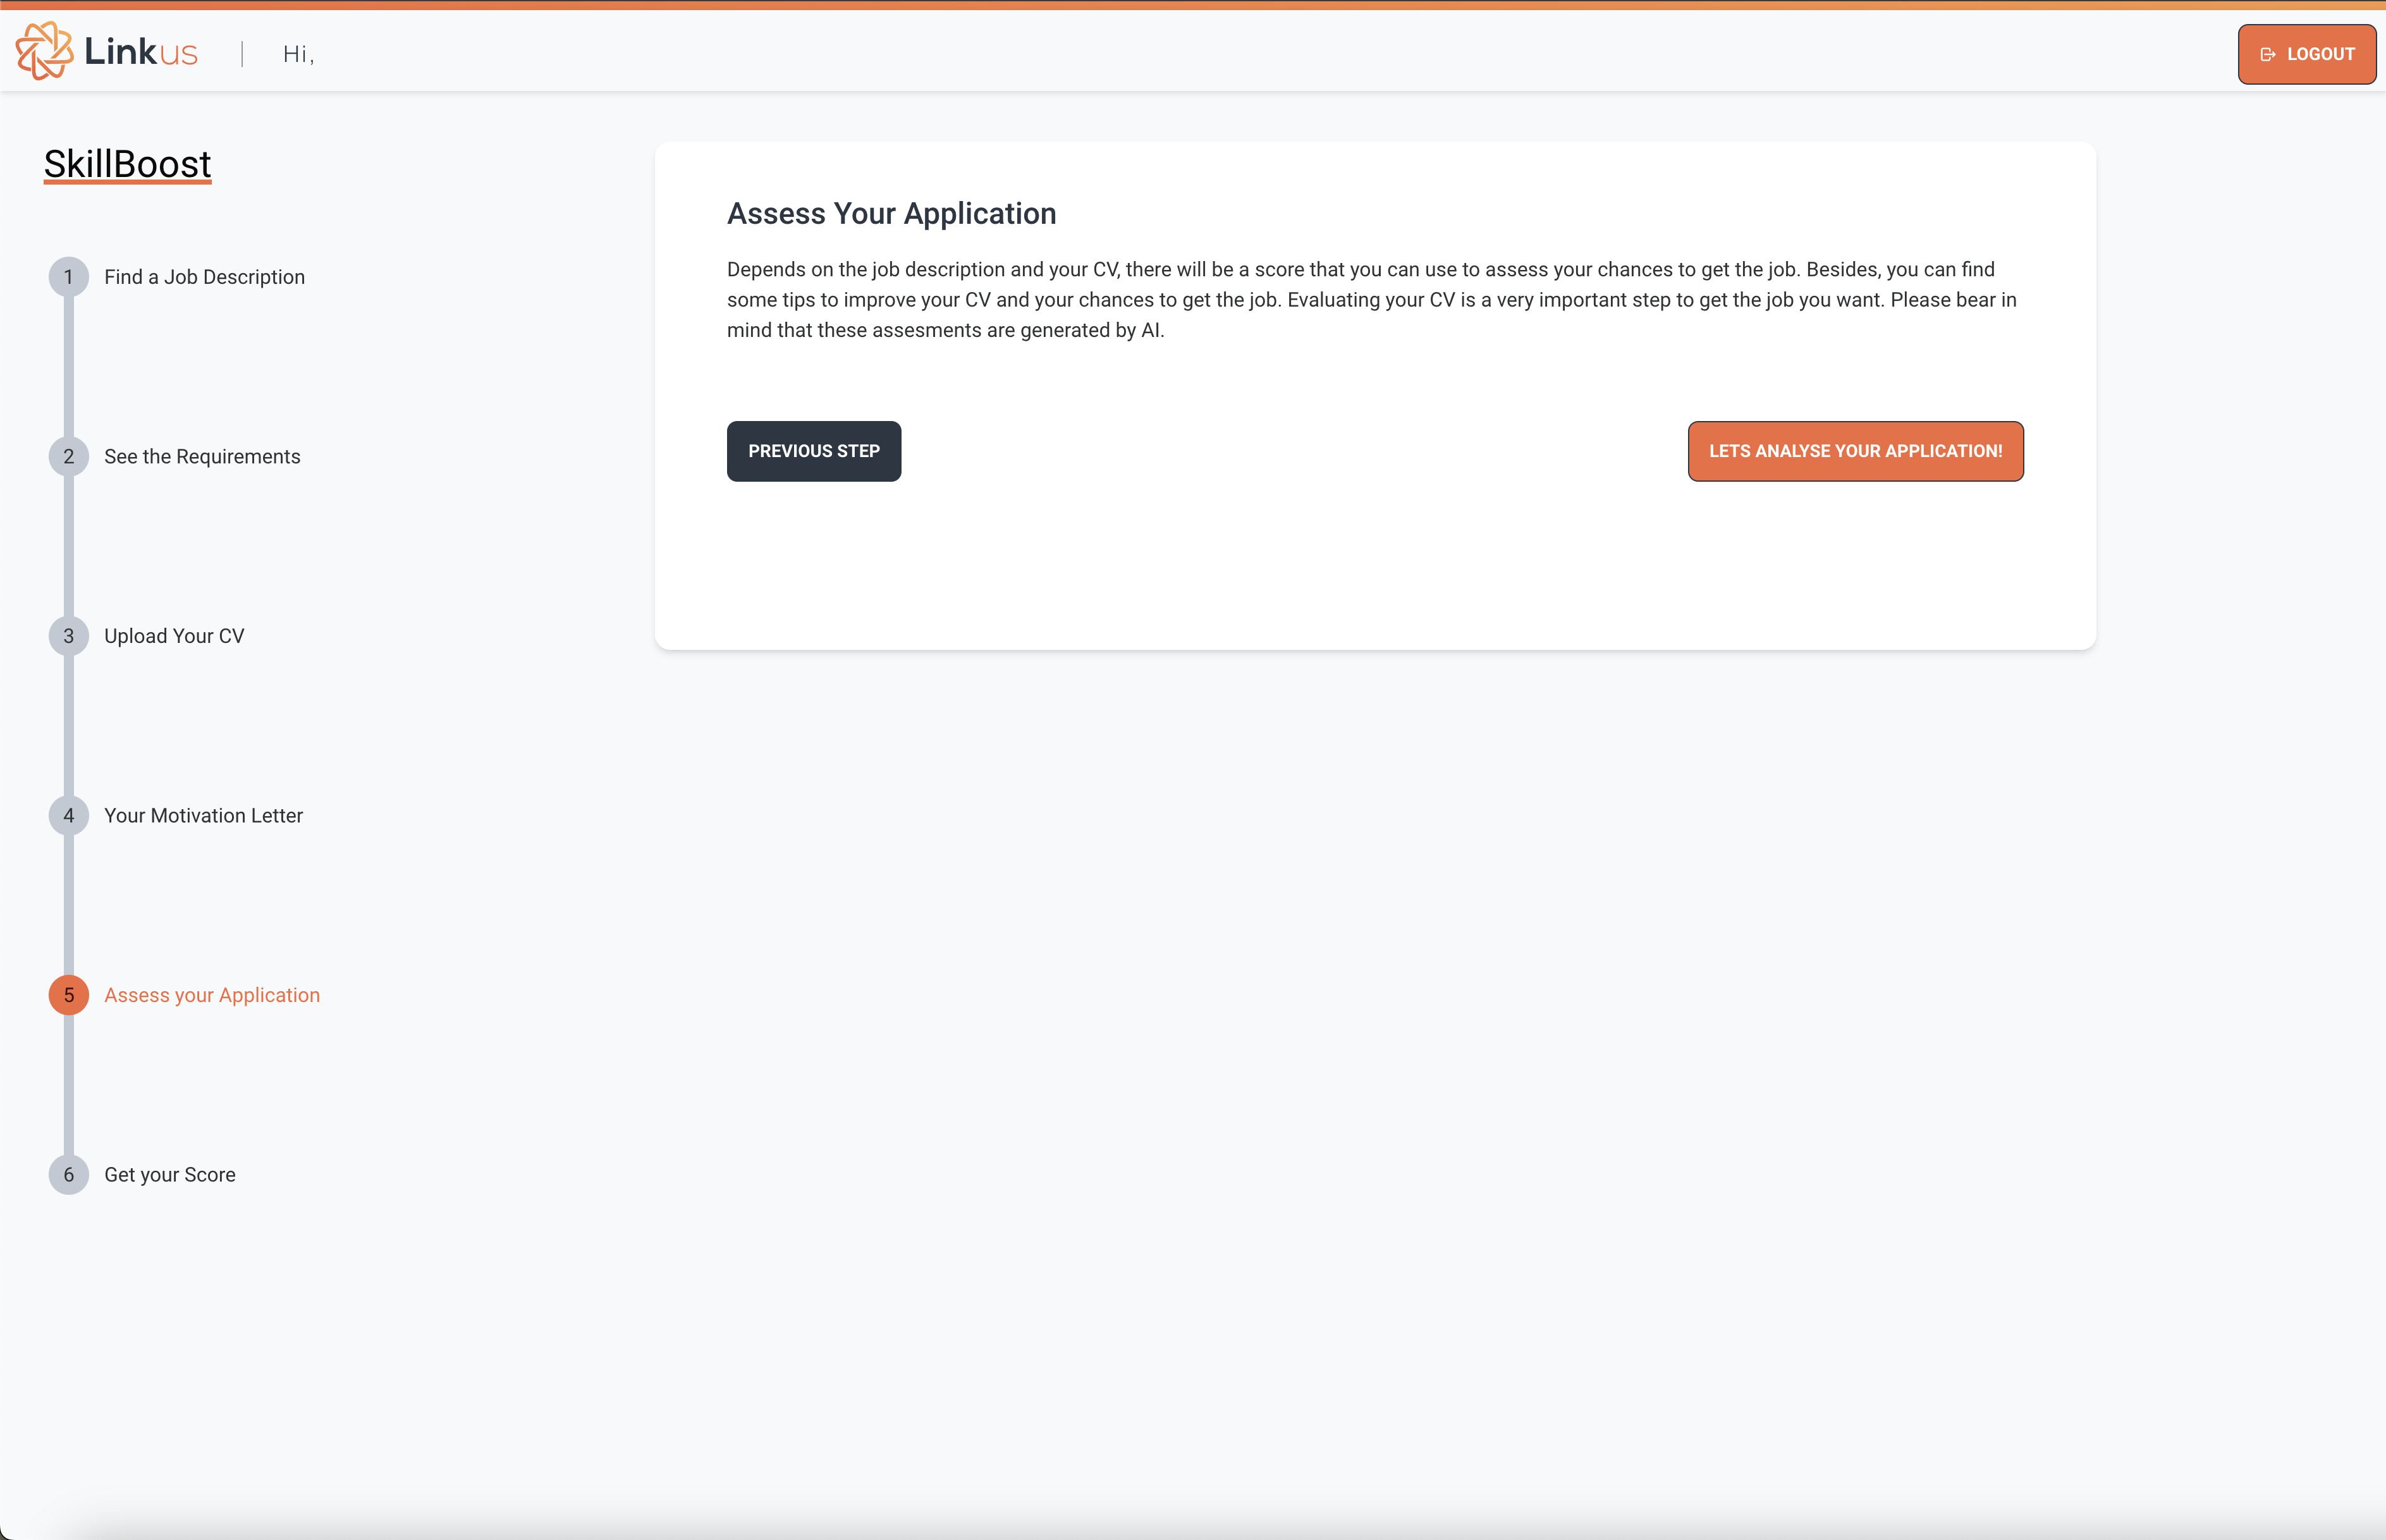 Linkus
Hi,
LOGOUT
SkillBoost
1 Find a Job Description
2 See the Requirements
3 Upload Your CV
4 Your Motivation Letter
5 Assess your Application
6 Get your Score
Assess Your Application
Depends on the job description and your CV, there will be a score that you can use to assess your chances to get the job. Besides, you can find
some tips to improve your CV and your chances to get the job. Evaluating your CV is a very important step to get the job you want. Please bear in
mind that these assesments are generated by AI.
PREVIOUS STEP
LETS ANALYSE YOUR APPLICATION!